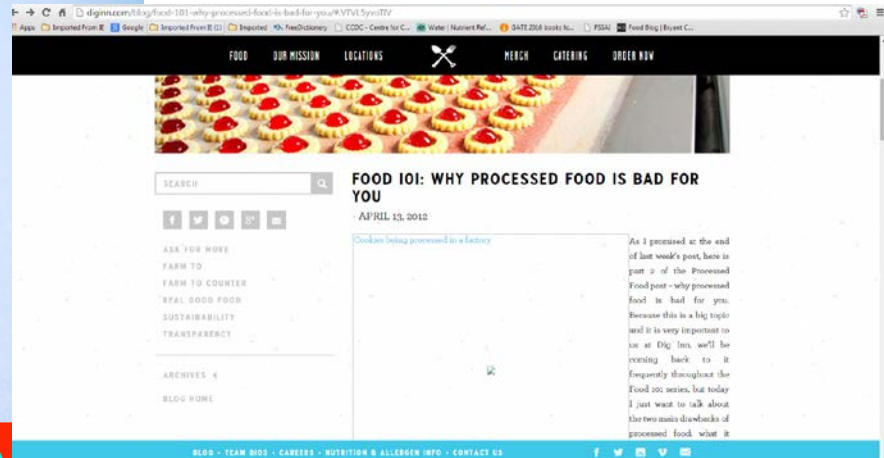 diginn.com/blog/food-101-why-processed-food-is-bad-for-you/#.VTVL5yvoTIV
Apps Imported From IE Google Imported From IE (1) Imported FreeDictionary CCDC - Centre for C... Water | Nutrient Ref... GATE 2016 books fo... FSSAI Food Blog | Bryant C...
FOOD OUR MISSION LOCATIONS MERCH CATERING ORDER NOW
SEARCH
FOOD 101: WHY PROCESSED FOOD IS BAD FOR
YOU
- APRIL 13, 2012
ASK FOR MORE
FARM TO
FARM TO COUNTER
REAL GOOD FOOD
SUSTAINABILITY
TRANSPARENCY
ARCHIVES
BLOG HOME
Cookies being processed in a factory
As I promised at the end
of last week's post, here is
part 2 of the Processed
Food post – why processed
food is bad for you.
Because this is a big topic
and it is very important to
us at Dig Inn, we'll be
coming back to it
frequently throughout the
Food 101 series, but today
I just want to talk about
the two main drawbacks of
processed food: what it
BLOG • TEAM BIOS • CAREERS • NUTRITION & ALLERGEN INFO • CONTACT US